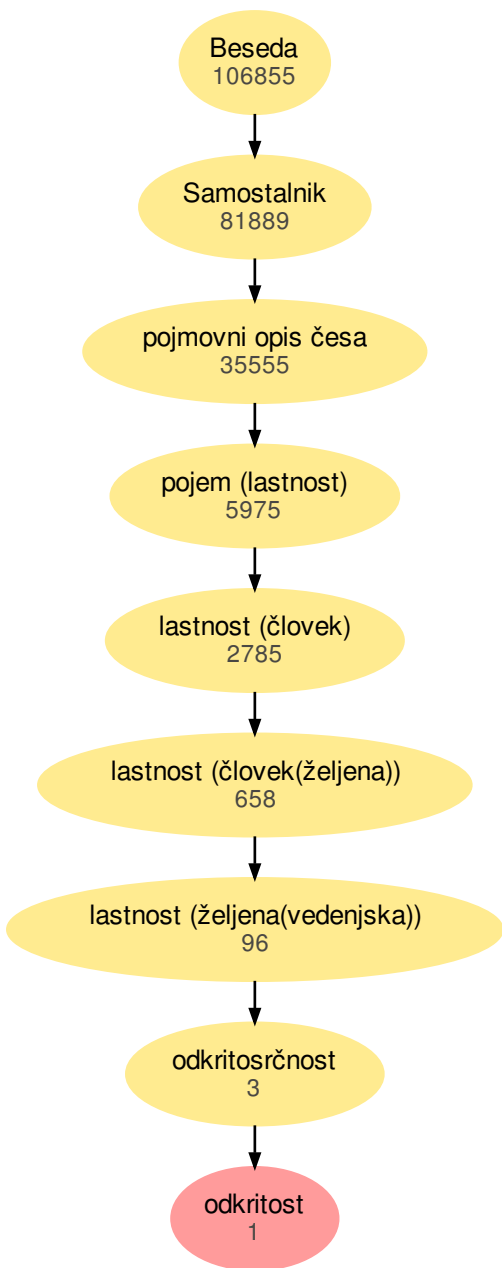 Beseda
106855
Samostalnik
81889
pojmovni opis česa
35555
pojem (lastnost)
5975
lastnost (človek)
2785
lastnost (človek(željena))
658
lastnost (željena(vedenjska))
96
odkritosrčnost
3
odkritost
1